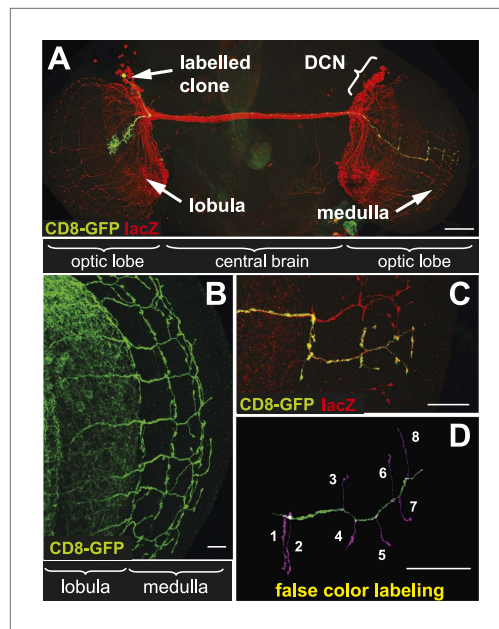 A
labelled
clone
DCN
lobula
medulla
CD8-GFP lacZ
optic lobe central brain optic lobe
B
CD8-GFP
lobula medulla
C
CD8-GFP lacZ
D
1
2
3
4
5
6
7
8
false color labeling